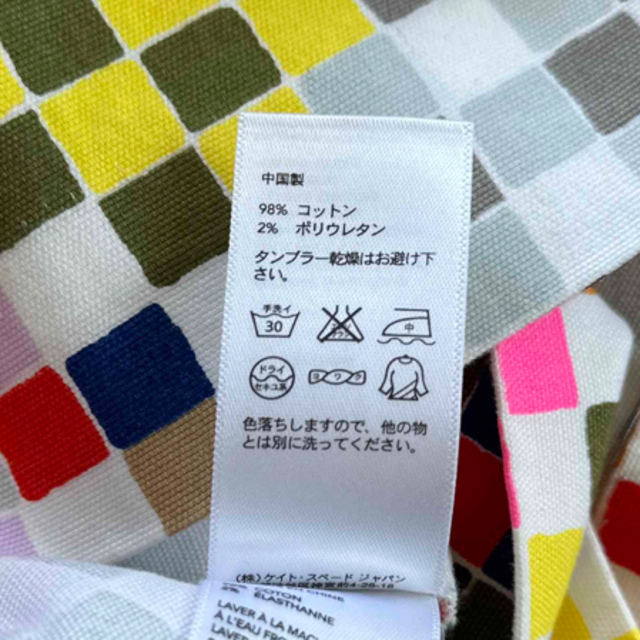 中国製
98% コットン
2% ポリウレタン
タンブラー乾燥はお避け下
さい。
手洗イ
30
中
ドライ
セキユ系
ヨワク
色落ちしますので、他の物
とは別に洗ってください。
(株)ケイト・スペード ジャパン
ELASTHANNE
LAVER À LA
À L'EAU